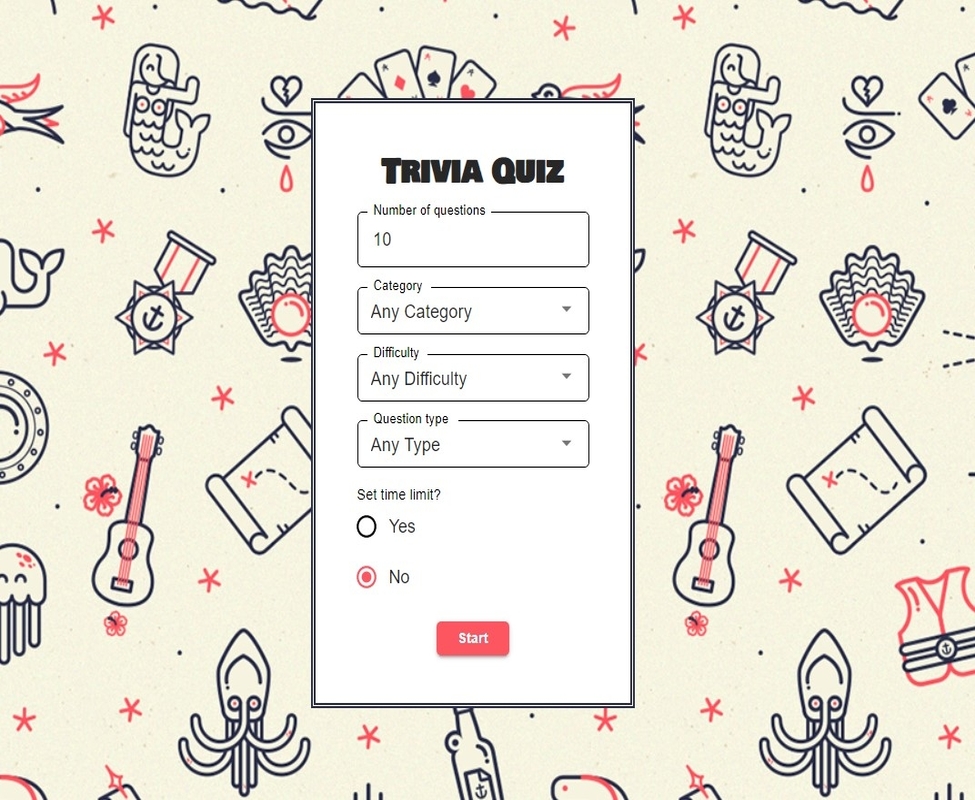 Trivia Quiz
Number of questions
10
Category
Any Category
Difficulty
Any Difficulty
Question type
Any Type
Set time limit?
Yes
No
Start